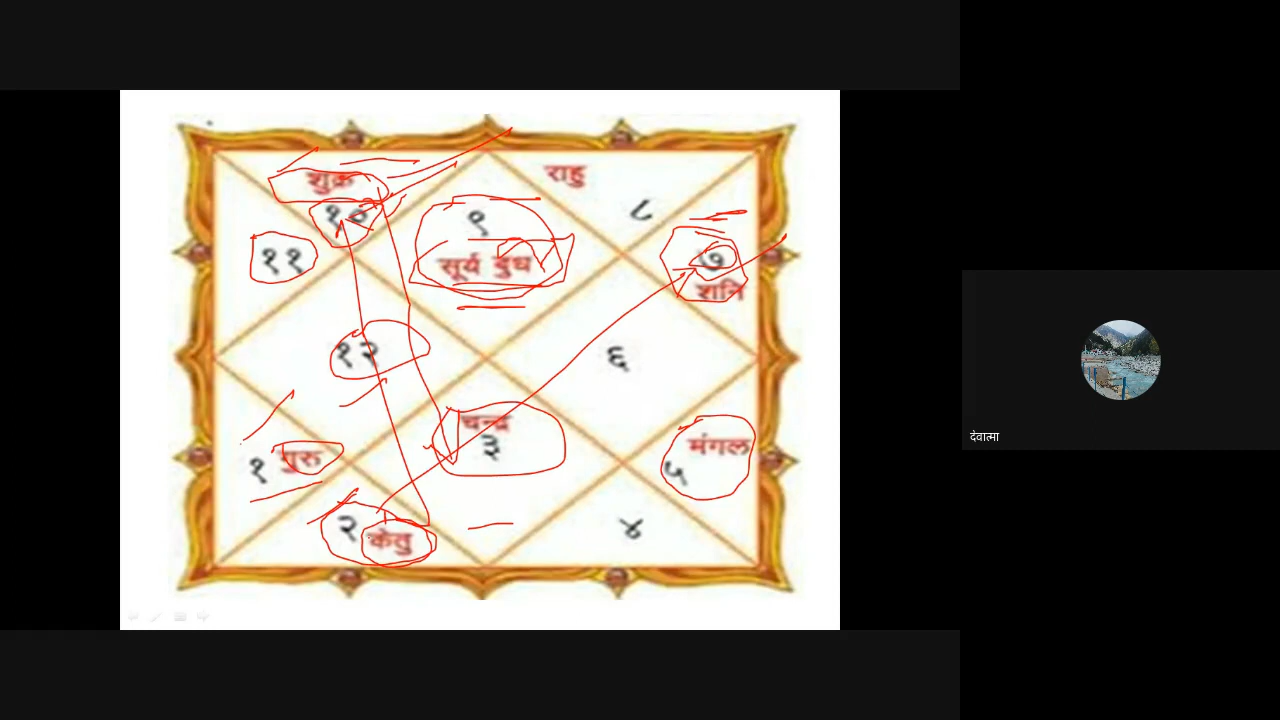 शुक्र
राहु
१०
९
८
११
सूर्य बुध
७
शनि
१२
६
चन्द्र
३
मंगल
५
१ गुरु
२
केतु
४
देवात्मा